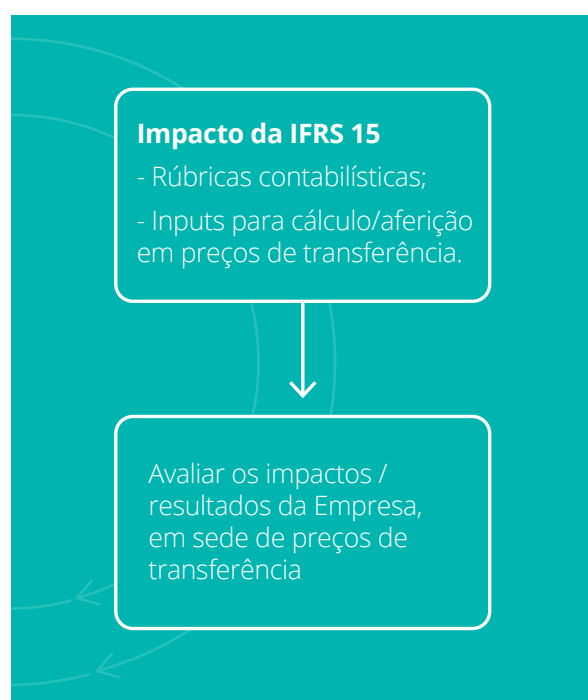 Impacto da IFRS 15
- Rúbricas contabilísticas;
- Inputs para cálculo/aferição
em preços de transferência.
Avaliar os impactos /
resultados da Empresa,
em sede de preços de
transferência